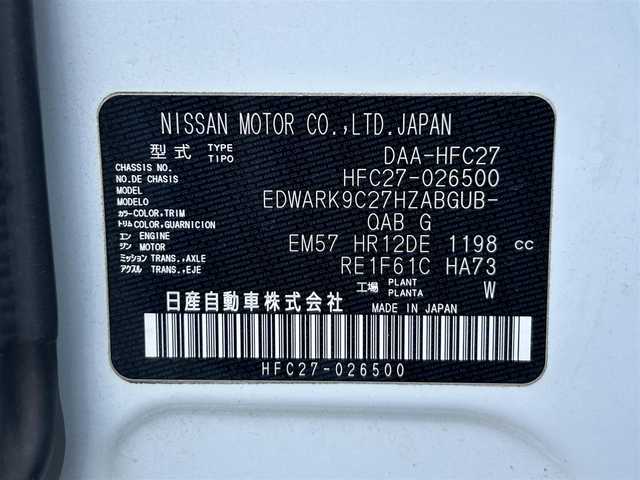 NISSAN MOTOR CO.,LTD.JAPAN
型式 TYPE TIPO DAA-HFC27
CHASSIS NO. NO.DE CHASIS HFC27-026500
MODEL MODELO EDWARK9C27HZABGUB-
カラー COLOR,TRIM トリム COLOR,GUARNICION QAB G
エンジン ENGINE MOTOR EM57 HR12DE 1198 cc
ミッション TRANS.,AXLE アクスル TRANS.,EJE RE1F61C HA73
工場 PLANT PLANTA W
日産自動車株式会社 MADE IN JAPAN
HFC27-026500